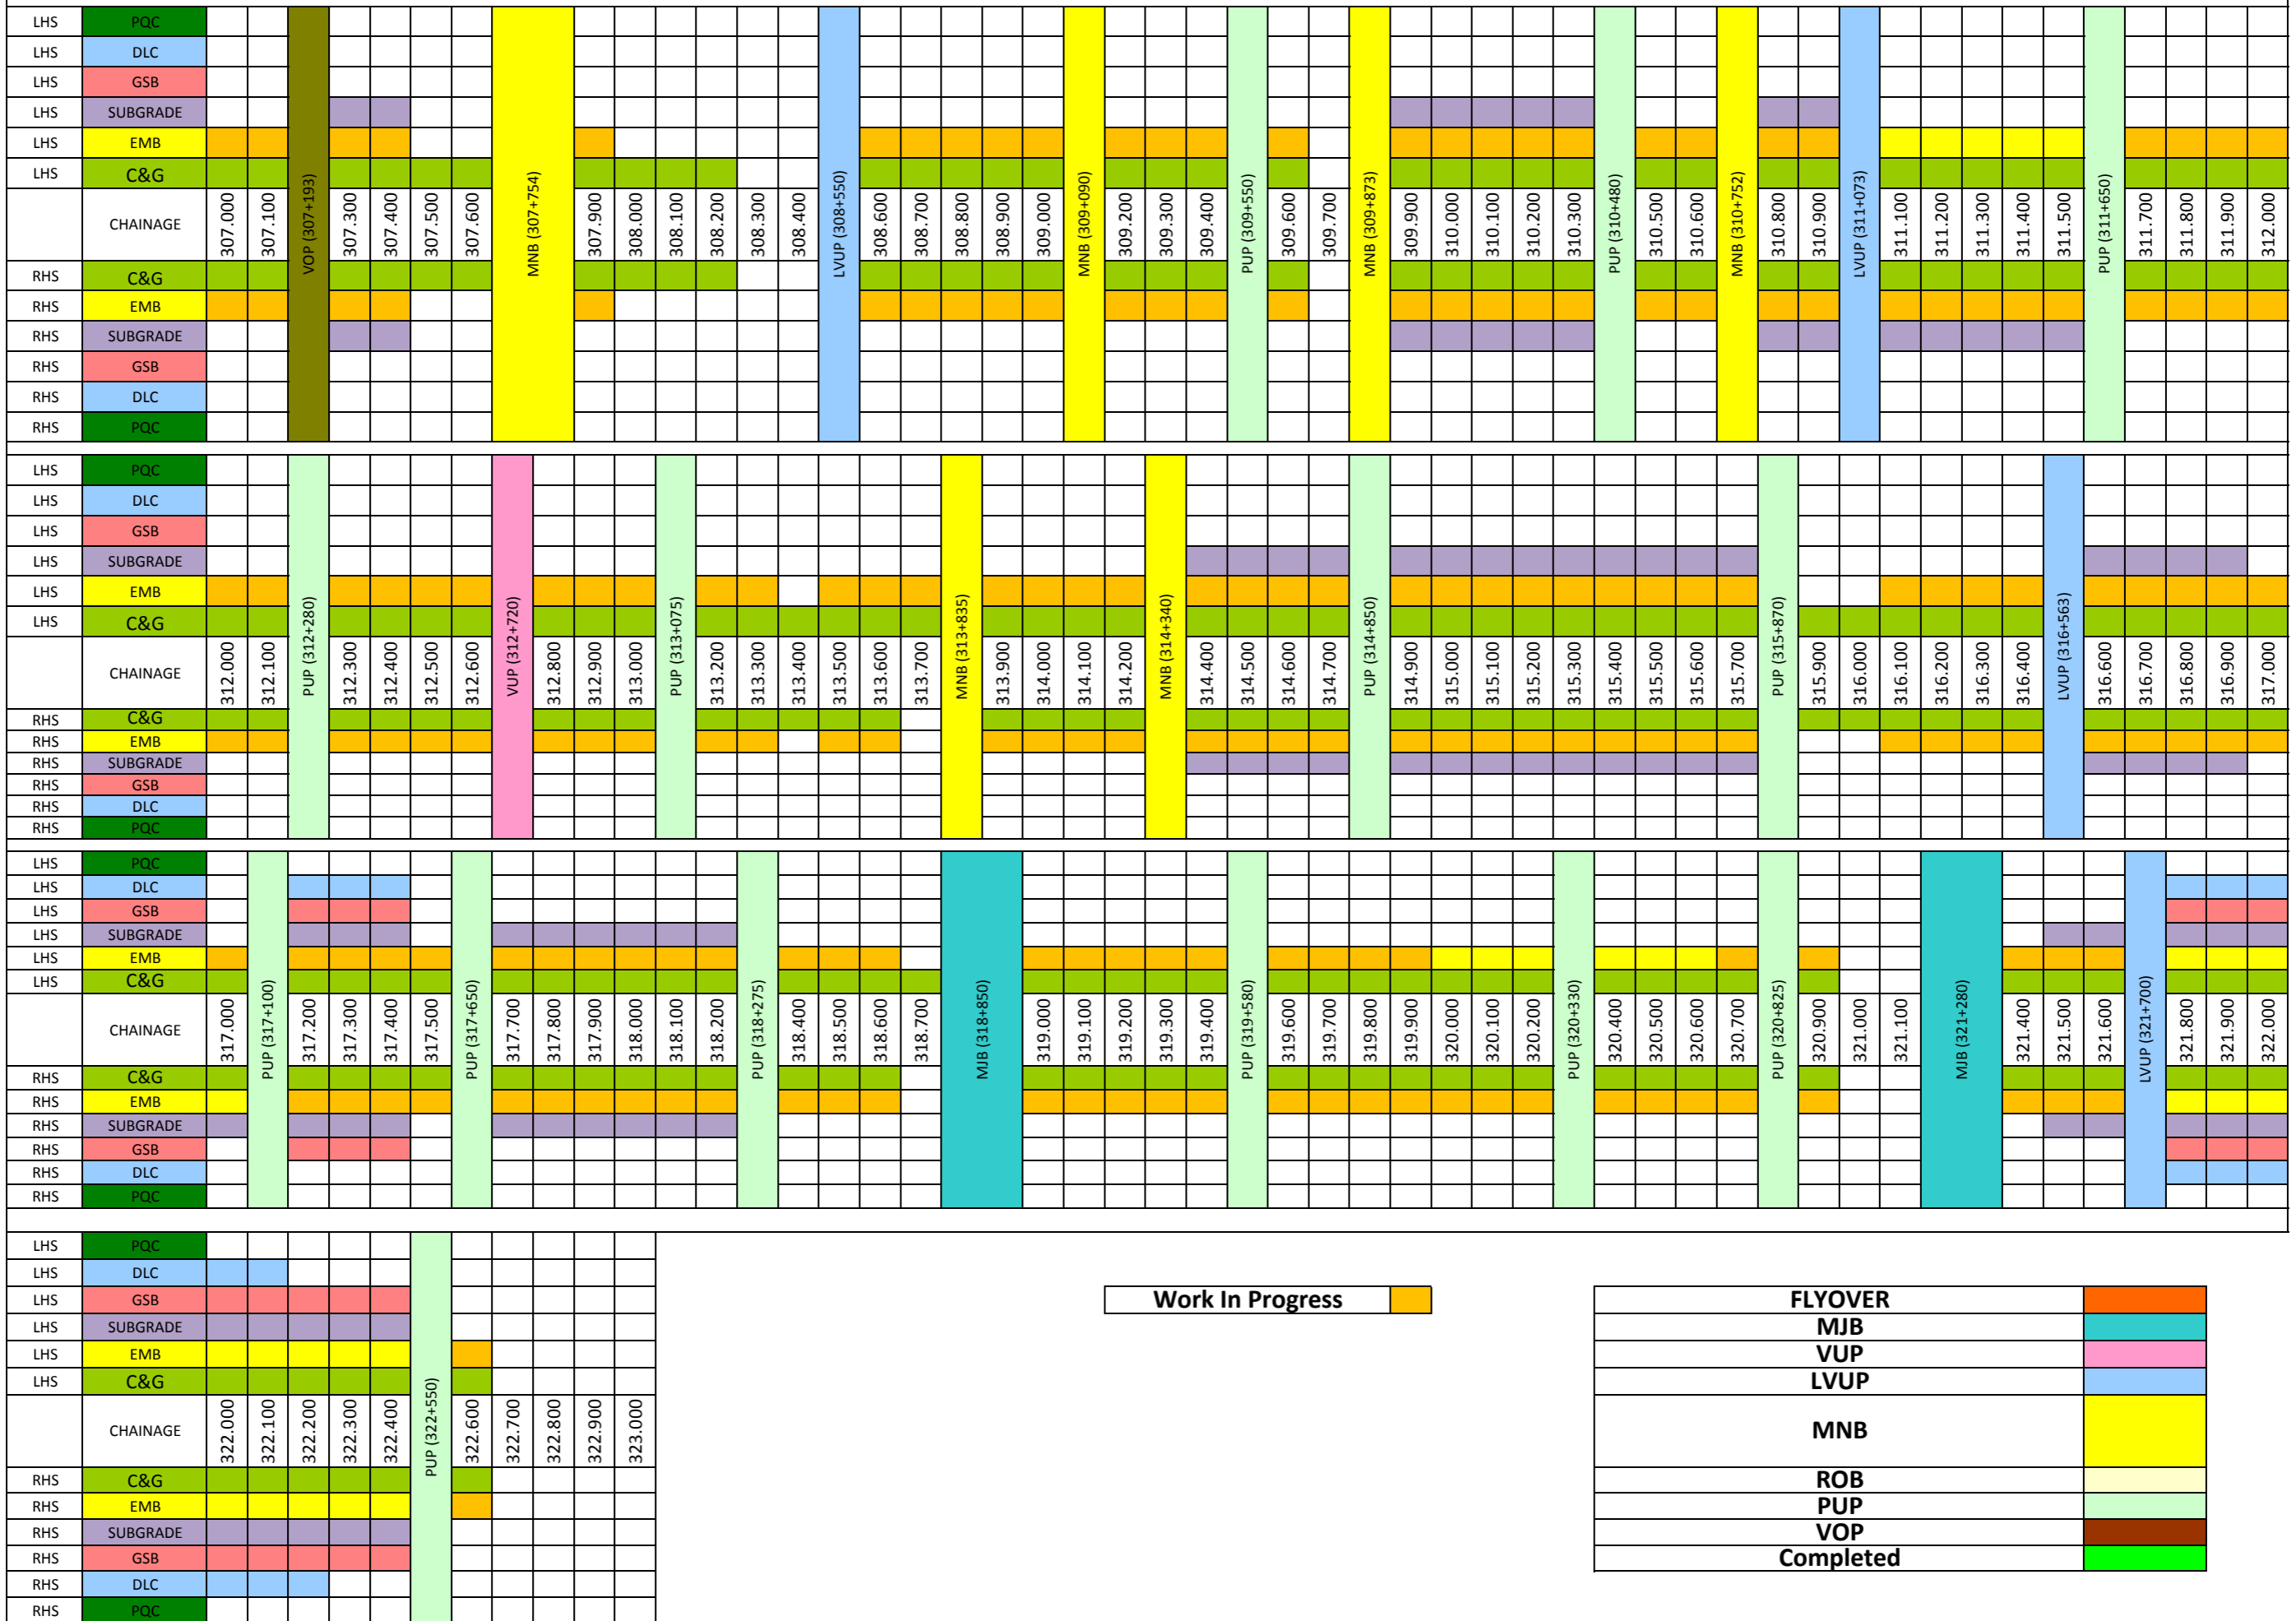 LHS PQC
LHS DLC
LHS GSB
LHS SUBGRADE
LHS EMB
LHS C&G
CHAINAGE 307.000 307.100 VOP (307+193) 307.300 307.400 307.500 307.600 MNB (307+754) 307.900 308.000 308.100 308.200 308.300 308.400 LVUP (308+550) 308.600 308.700 308.800 308.900 309.000 MNB (309+090) 309.200 309.300 309.400 PUP (309+550) 309.600 309.700 MNB (309+873) 309.900 310.000 310.100 310.200 310.300 PUP (310+480) 310.500 310.600 MNB (310+752) 310.800 310.900 LVUP (311+073) 311.100 311.200 311.300 311.400 311.500 PUP (311+650) 311.700 311.800 311.900 312.000
RHS C&G
RHS EMB
RHS SUBGRADE
RHS GSB
RHS DLC
RHS PQC
LHS PQC
LHS DLC
LHS GSB
LHS SUBGRADE
LHS EMB
LHS C&G
CHAINAGE 312.000 312.100 PUP (312+280) 312.300 312.400 312.500 312.600 VUP (312+720) 312.800 312.900 313.000 PUP (313+075) 313.200 313.300 313.400 313.500 313.600 313.700 MNB (313+835) 313.900 314.000 314.100 314.200 MNB (314+340) 314.400 314.500 314.600 314.700 PUP (314+850) 314.900 315.000 315.100 315.200 315.300 315.400 315.500 315.600 315.700 PUP (315+870) 315.900 316.000 316.100 316.200 316.300 316.400 LVUP (316+563) 316.600 316.700 316.800 316.900 317.000
RHS C&G
RHS EMB
RHS SUBGRADE
RHS GSB
RHS DLC
RHS PQC
LHS PQC
LHS DLC
LHS GSB
LHS SUBGRADE
LHS EMB
LHS C&G
CHAINAGE 317.000 PUP (317+100) 317.200 317.300 317.400 317.500 PUP (317+650) 317.700 317.800 317.900 318.000 318.100 318.200 PUP (318+275) 318.400 318.500 318.600 318.700 MJB (318+850) 319.000 319.100 319.200 319.300 319.400 PUP (319+580) 319.600 319.700 319.800 319.900 320.000 320.100 320.200 PUP (320+330) 320.400 320.500 320.600 320.700 PUP (320+825) 320.900 321.000 321.100 MJB (321+280) 321.400 321.500 321.600 LVUP (321+700) 321.800 321.900 322.000
RHS C&G
RHS EMB
RHS SUBGRADE
RHS GSB
RHS DLC
RHS PQC
LHS PQC
LHS DLC
LHS GSB
LHS SUBGRADE
LHS EMB
LHS C&G
CHAINAGE 322.000 322.100 322.200 322.300 322.400 PUP (322+550) 322.600 322.700 322.800 322.900 323.000
RHS C&G
RHS EMB
RHS SUBGRADE
RHS GSB
RHS DLC
RHS PQC
Work In Progress
FLYOVER
MJB
VUP
LVUP
MNB
ROB
PUP
VOP
Completed